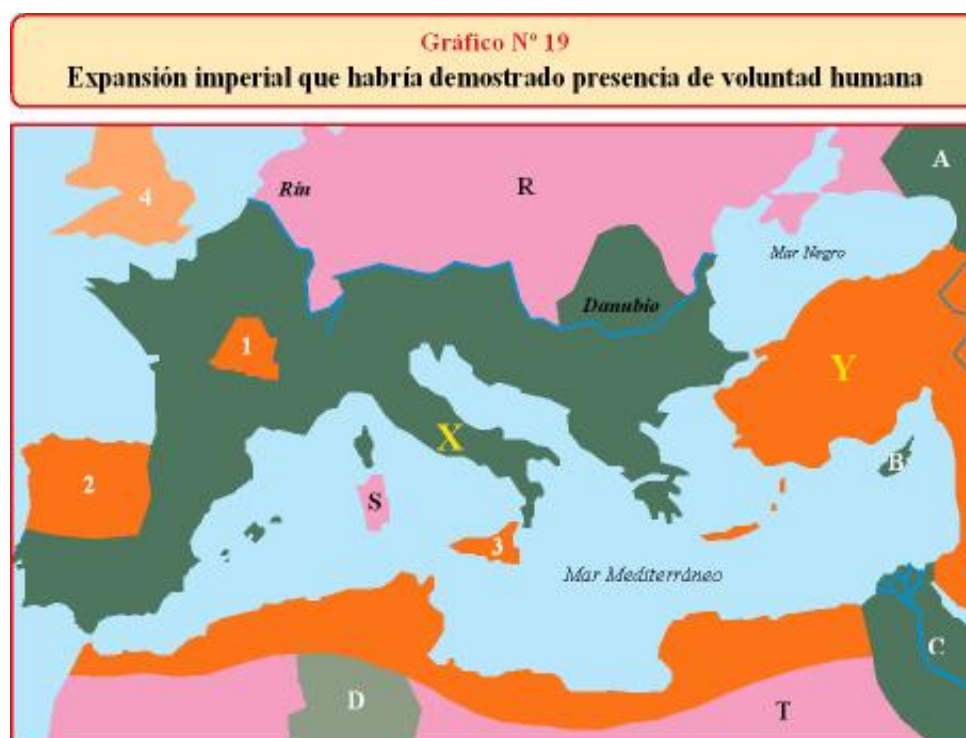 Gráfico Nº 19
Expansión imperial que habría demostrado presencia de voluntad humana
A
4
Rin
R
Mar Negro
Danubio
1
Y
X
B
2
S
3
Mar Mediterráneo
C
D
T